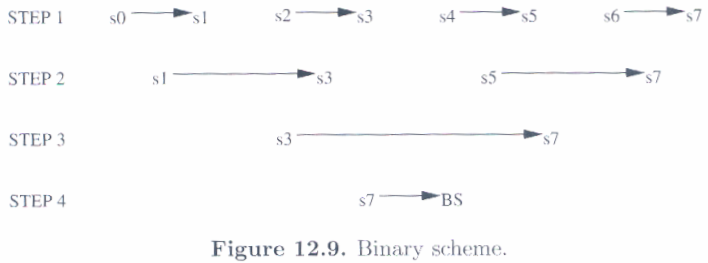 STEP 1 s0 s1 s2 s3 s4 s5 s6 s7
STEP 2 s1 s3 s5 s7
STEP 3 s3 s7
STEP 4 s7 BS
Figure 12.9. Binary scheme.